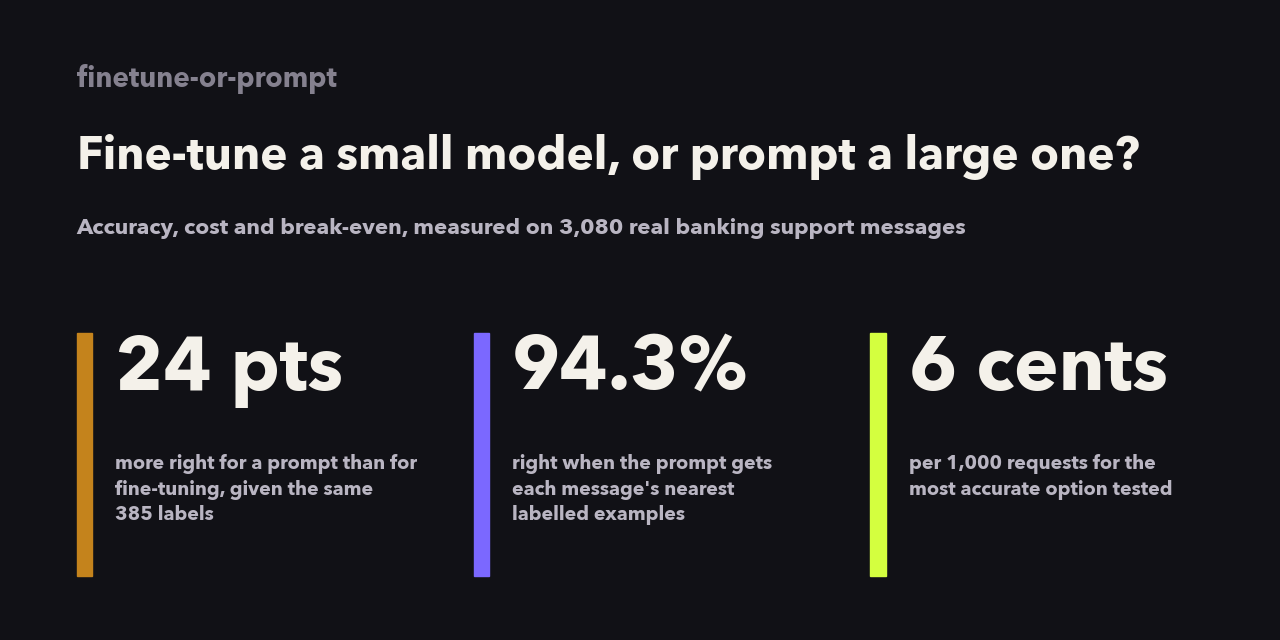 finetune-or-prompt
Fine-tune a small model, or prompt a large one?
Accuracy, cost and break-even, measured on 3,080 real banking support messages
24 pts
more right for a prompt than for
fine-tuning, given the same
385 labels
94.3%
right when the prompt gets
each message's nearest
labelled examples
6 cents
per 1,000 requests for the
most accurate option tested